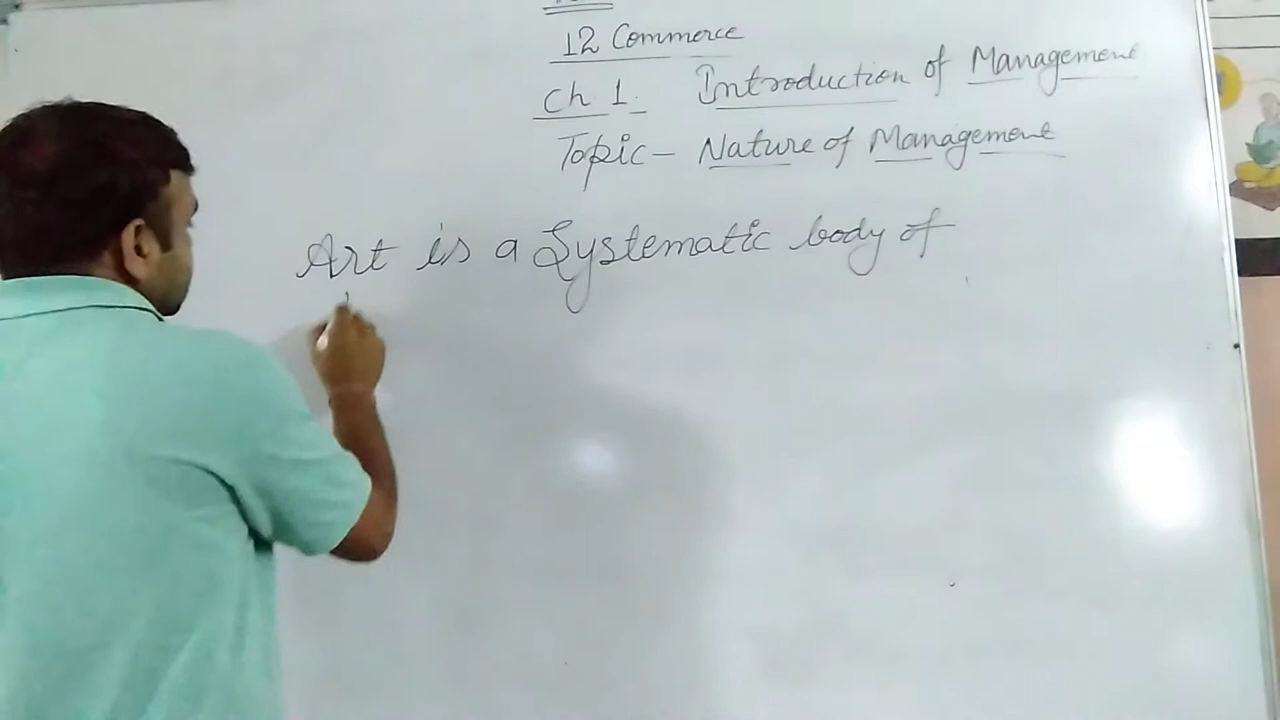 12 Commerce
Ch 1. Introduction of Management
Topic - Nature of Management
Art is a Systematic body of